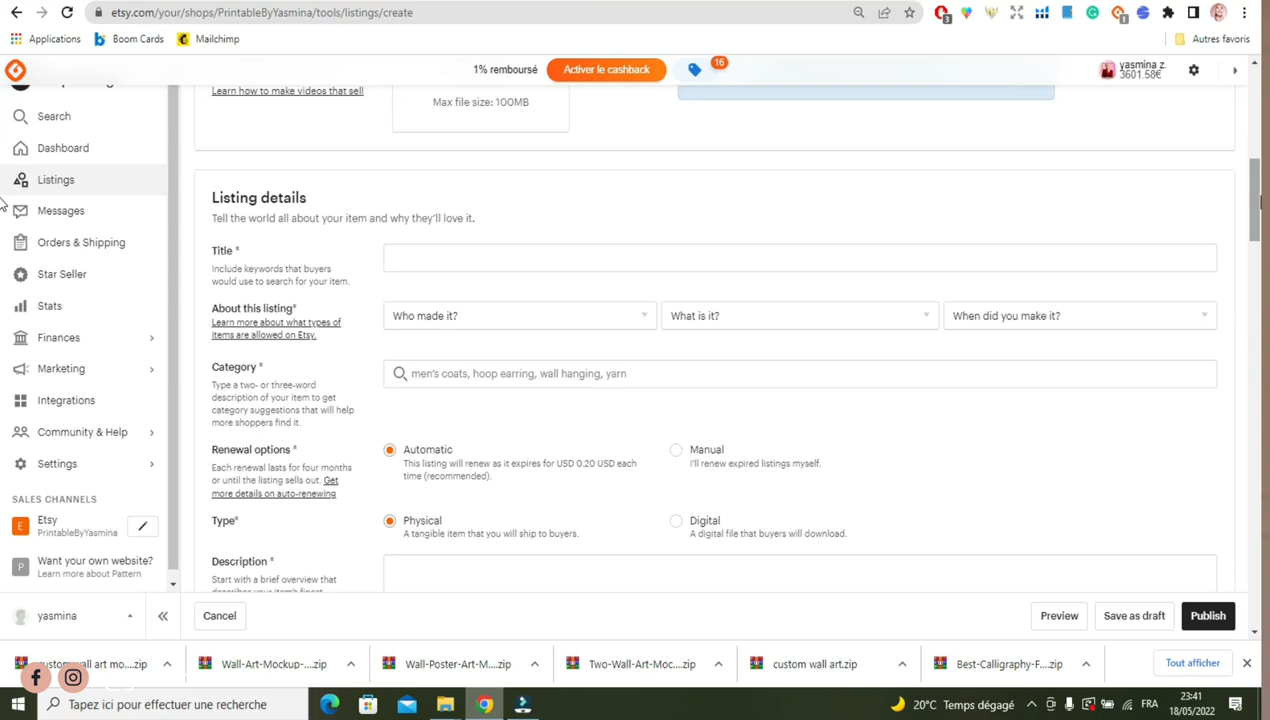 etsy.com/your/shops/PrintableByYasmina/tools/listings/create
3
1
Applications
Boom Cards
Mailchimp
Autres favoris
1% remboursé
Activer le cashback
16
yasmina z.
3601.58€
Search
Dashboard
Listings
Messages
Orders & Shipping
Star Seller
Stats
Finances
Marketing
Integrations
Community & Help
Settings
SALES CHANNELS
E
Etsy
PrintableByYasmina
P
Want your own website?
Learn more about Pattern
yasmina
Learn how to make videos that sell
Max file size: 100MB
Listing details
Tell the world all about your item and why they'll love it.
Title *
Include keywords that buyers
would use to search for your item.
About this listing*
Learn more about what types of
items are allowed on Etsy.
Who made it?
What is it?
When did you make it?
Category *
Type a two- or three-word
description of your item to get
category suggestions that will help
more shoppers find it.
men's coats, hoop earring, wall hanging, yarn
Renewal options *
Each renewal lasts for four months
or until the listing sells out. Get
more details on auto-renewing
Automatic
This listing will renew as it expires for USD 0.20 USD each
time (recommended).
Manual
I'll renew expired listings myself.
Type*
Physical
A tangible item that you will ship to buyers.
Digital
A digital file that buyers will download.
Description *
Start with a brief overview that
describes your item's finest
Cancel
Preview
Save as draft
Publish
custom wall art mo....zip
Wall-Art-Mockup-....zip
Wall-Poster-Art-M....zip
Two-Wall-Art-Moc....zip
custom wall art.zip
Best-Calligraphy-F....zip
Tout afficher
Tapez ici pour effectuer une recherche
20°C Temps dégagé
FRA
23:41
18/05/2022